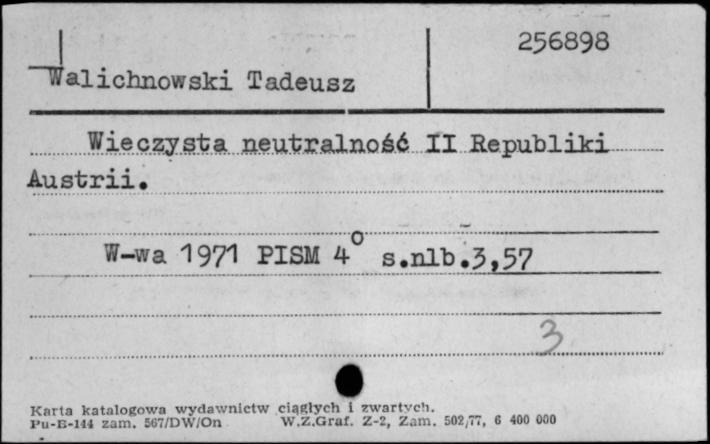 256898
Walichnowski Tadeusz
Wieczysta neutralność II Republiki
Austrii.
W-wa 1971 PISM 4° s.nlb.3,57
3
Karta katalogowa wydawnictw ciągłych i zwartych.
Pu-E-144 zam. 567/DW/On W.Z.Graf. Z-2, Zam. 502/77, 6 400 000